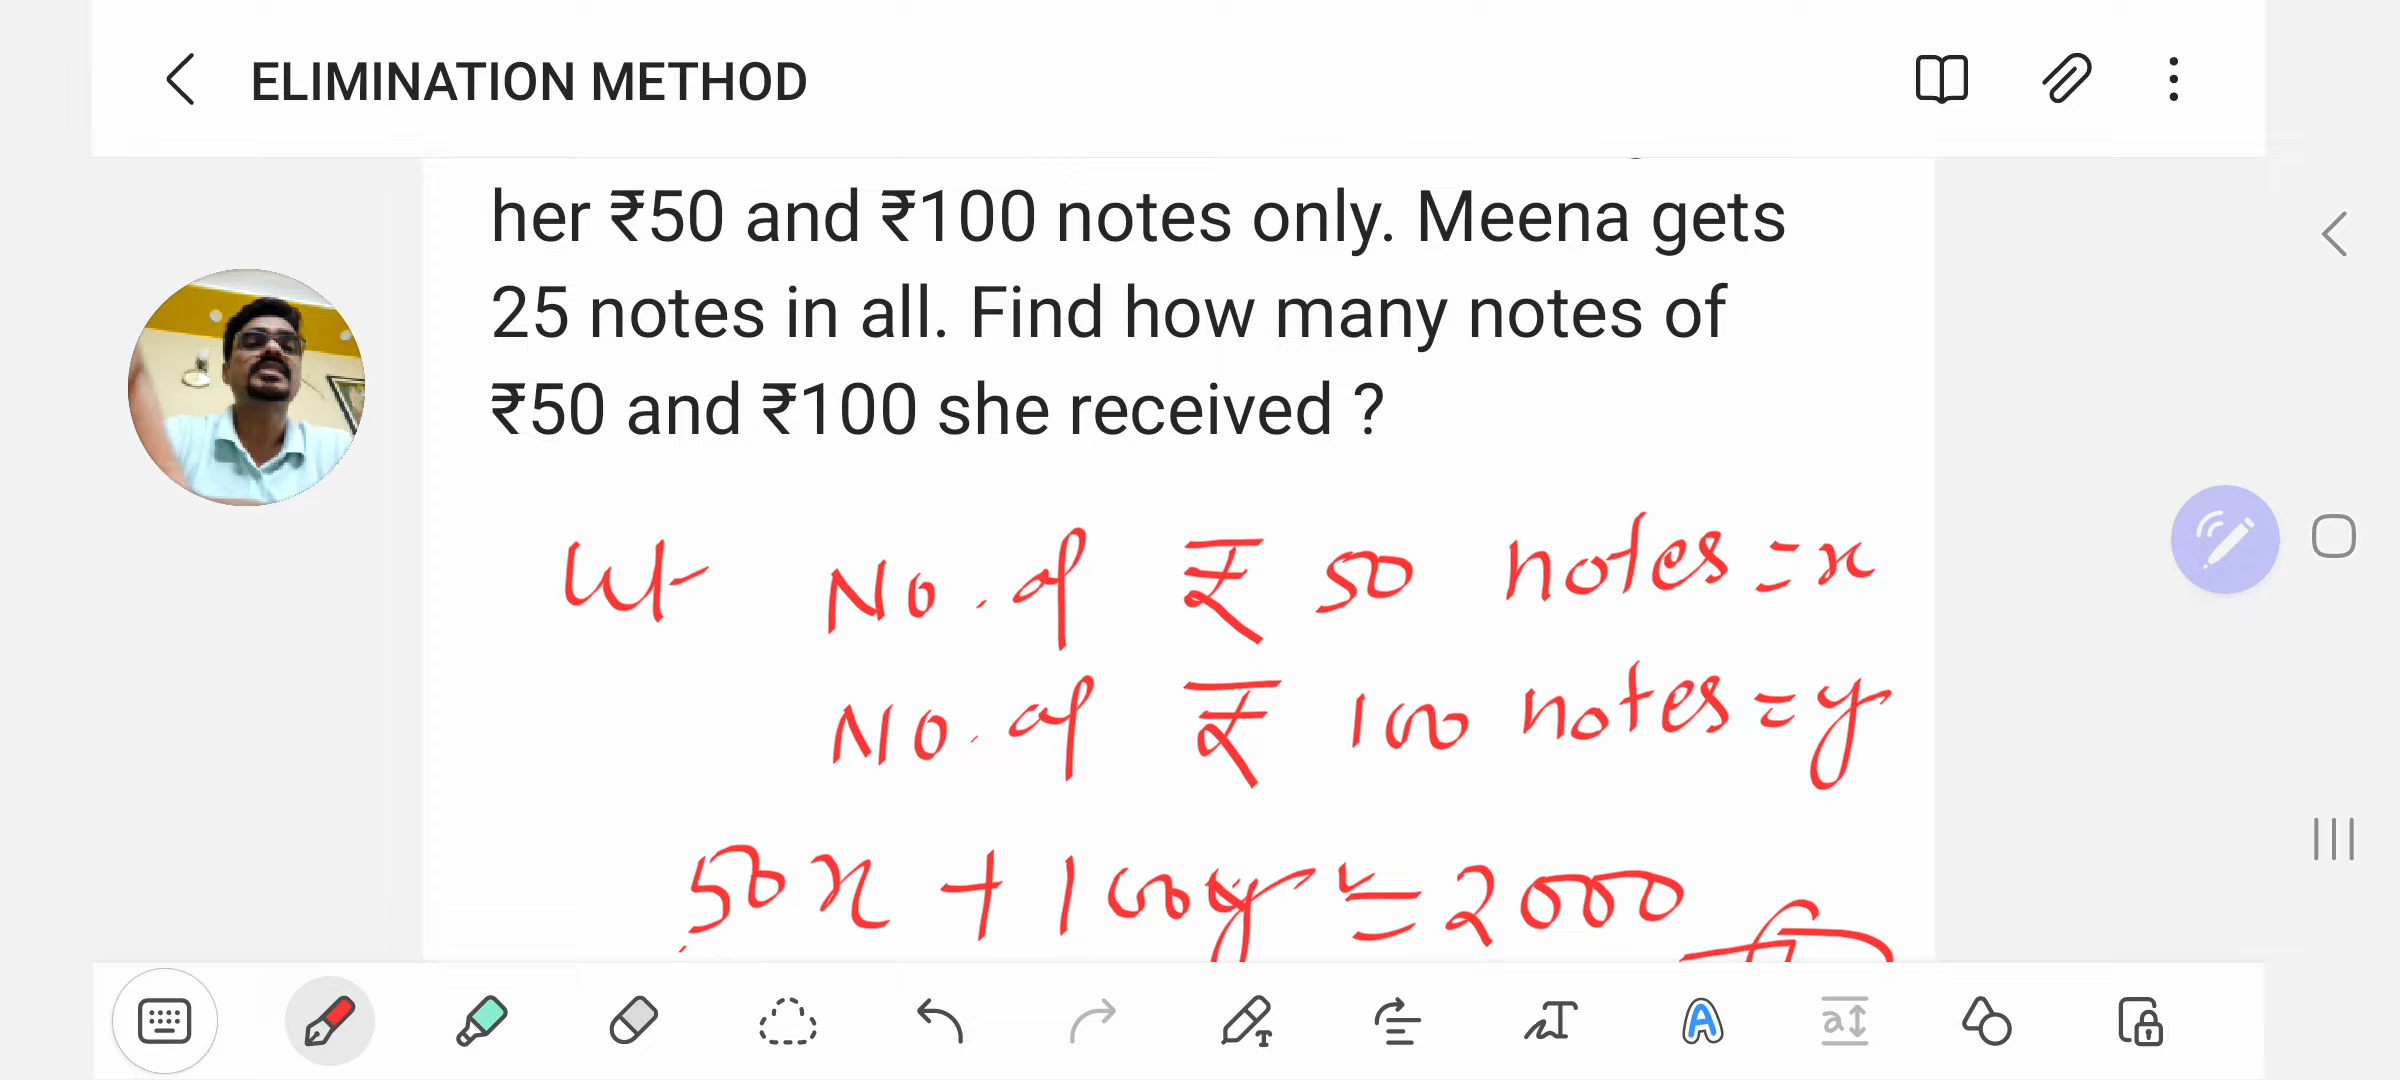 ELIMINATION METHOD
her ₹50 and ₹100 notes only. Meena gets
25 notes in all. Find how many notes of
₹50 and ₹100 she received ?
Let No. of ₹ 50 notes = x
No. of ₹ 100 notes = y
50x + 100y = 2000